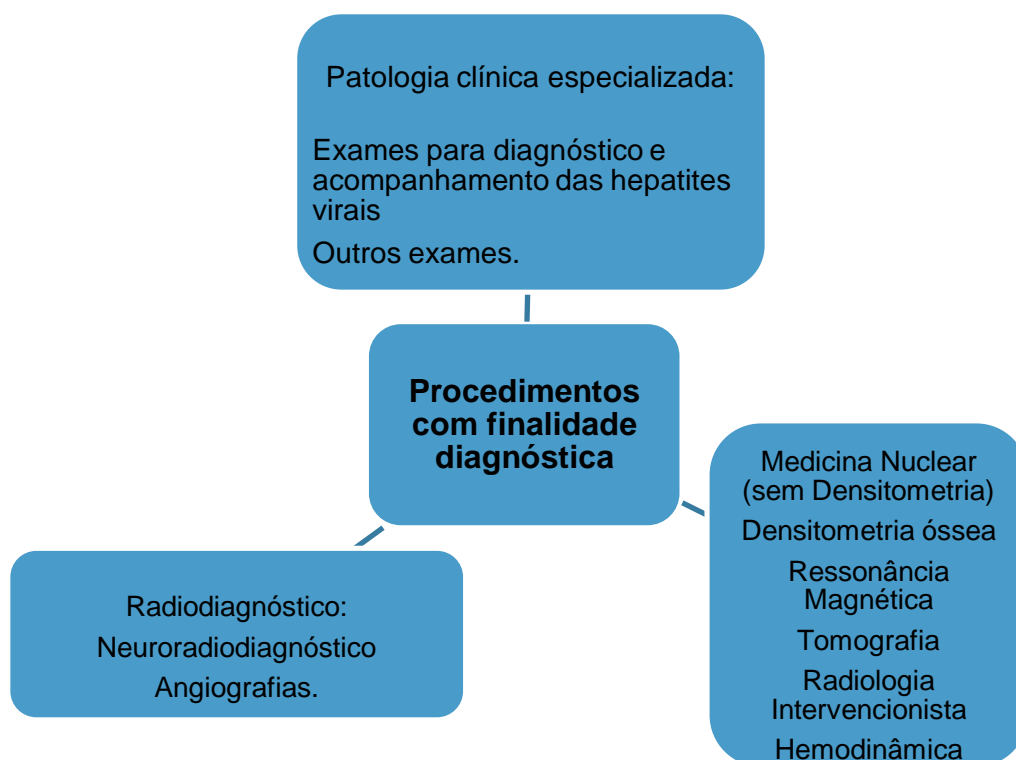 Patologia clínica especializada:
Exames para diagnóstico e
acompanhamento das hepatites
virais
Outros exames.
Procedimentos
com finalidade
diagnóstica
Medicina Nuclear
(sem Densitometria)
Densitometria óssea
Ressonância
Magnética
Tomografia
Radiologia
Intervencionista
Hemodinâmica
Radiodiagnóstico:
Neuroradiodiagnóstico
Angiografias.